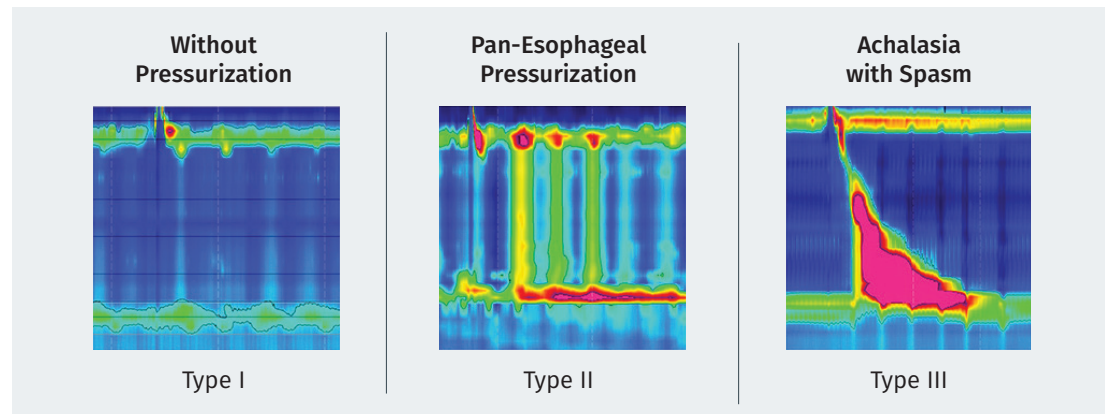 Without
Pressurization
Pan-Esophageal
Pressurization
Achalasia
with Spasm
Type I
Type II
Type III